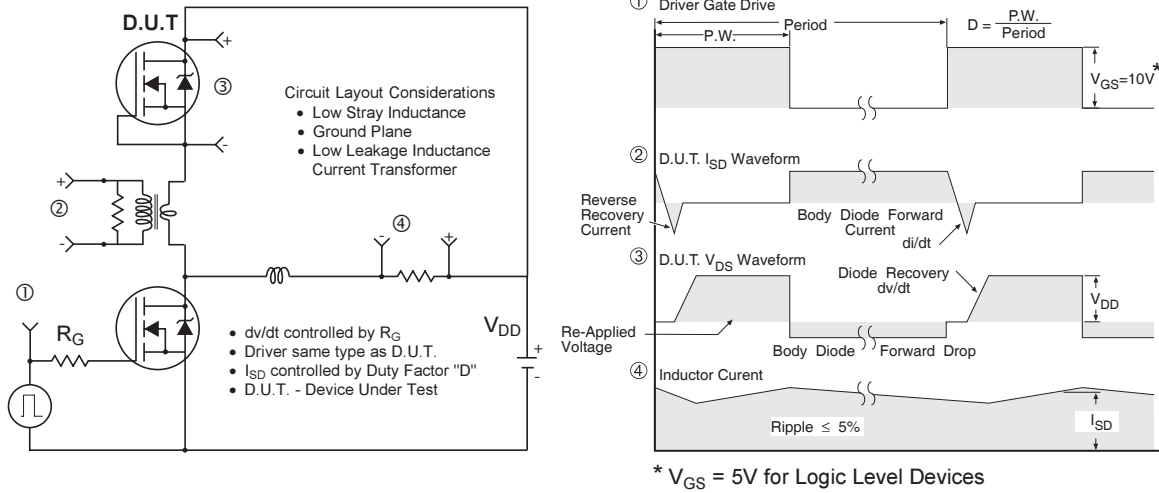 D.U.T
+
-
③
Circuit Layout Considerations
• Low Stray Inductance
• Ground Plane
• Low Leakage Inductance
Current Transformer
+
-
②
④
-
+
①
R_G
V_DD
+
-
• dv/dt controlled by R_G
• Driver same type as D.U.T.
• I_SD controlled by Duty Factor "D"
• D.U.T. - Device Under Test
① Driver Gate Drive
P.W.
Period
D = P.W.
Period
V_GS=10V*
② D.U.T. I_SD Waveform
Reverse
Recovery
Current
Body Diode Forward
Current
di/dt
③ D.U.T. V_DS Waveform
Diode Recovery
dv/dt
V_DD
Re-Applied
Voltage
Body Diode Forward Drop
④ Inductor Curent
Ripple ≤ 5%
I_SD
* V_GS = 5V for Logic Level Devices